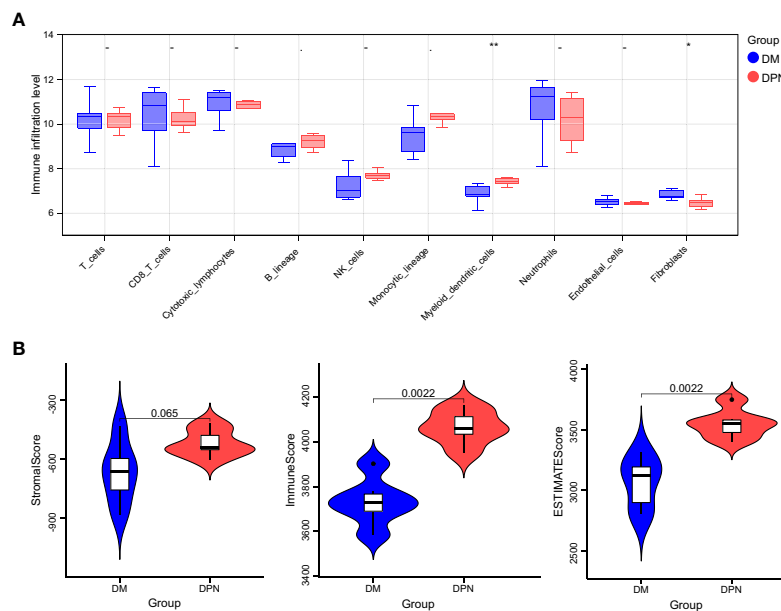 A
Group
DM
DPN
Immune infiltration level
14
12
10
8
6
- - - . - . ** - - *
T_cells
CD8_T_cells
Cytotoxic_lymphocytes
B_lineage
NK_cells
Monocytic_lineage
Myeloid_dendritic_cells
Neutrophils
Endothelial_cells
Fibroblasts
B
StromalScore
-300
-600
-900
0.065
DM DPN
Group
ImmuneScore
4200
4000
3800
3600
3400
0.0022
DM DPN
Group
ESTIMATEScore
4000
3500
3000
2500
0.0022
DM DPN
Group